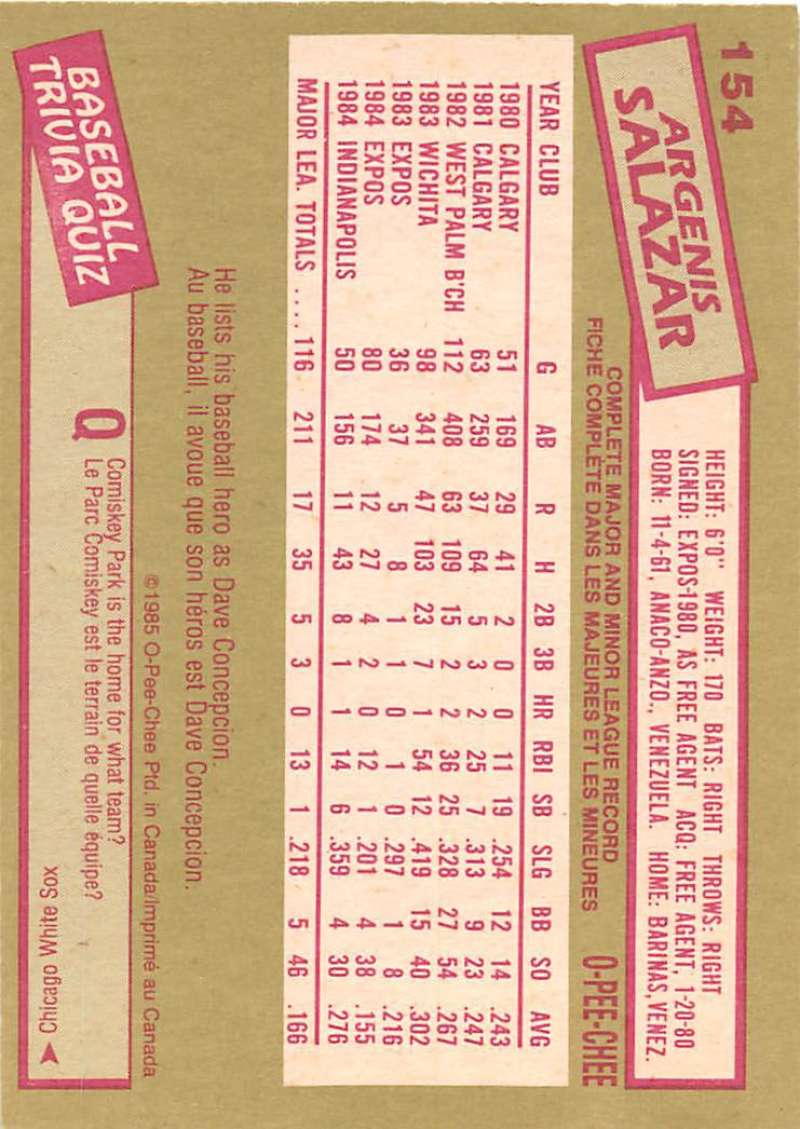 154
ARGENIS
SALAZAR
HEIGHT: 6'0" WEIGHT: 170 BATS: RIGHT THROWS: RIGHT
SIGNED: EXPOS-1980, AS FREE AGENT ACQ: FREE AGENT, 1-20-80
BORN: 11-4-61, ANACO-ANZO., VENEZUELA. HOME: BARINAS, VENEZ.
COMPLETE MAJOR AND MINOR LEAGUE RECORD
FICHE COMPLÈTE DANS LES MAJEURES ET LES MINEURES
O-PEE-CHEE
YEAR CLUB G AB R H 2B 3B HR RBI SB SLG BB SO AVG
1980 CALGARY 51 169 29 41 2 0 0 11 19 .254 12 14 .243
1981 CALGARY 63 259 37 64 5 3 2 25 7 .313 9 23 .247
1982 WEST PALM B'CH 112 408 63 109 15 2 2 36 25 .328 27 54 .267
1983 WICHITA 98 341 47 103 23 7 1 54 12 .419 15 40 .302
1983 EXPOS 36 37 5 8 1 1 0 1 0 .297 1 8 .216
1984 EXPOS 80 174 12 27 4 2 0 12 1 .201 4 38 .155
1984 INDIANAPOLIS 50 156 11 43 8 1 1 14 6 .359 4 30 .276
MAJOR LEA. TOTALS .... 116 211 17 35 5 3 0 13 1 .218 5 46 .166
He lists his baseball hero as Dave Concepcion.
Au baseball, il avoue que son héros est Dave Concepcion.
©1985 O-Pee-Chee Ptd. in Canada/Imprimé au Canada
BASEBALL
TRIVIA QUIZ
Q Comiskey Park is the home for what team?
Le Parc Comiskey est le terrain de quelle équipe?
Chicago White Sox